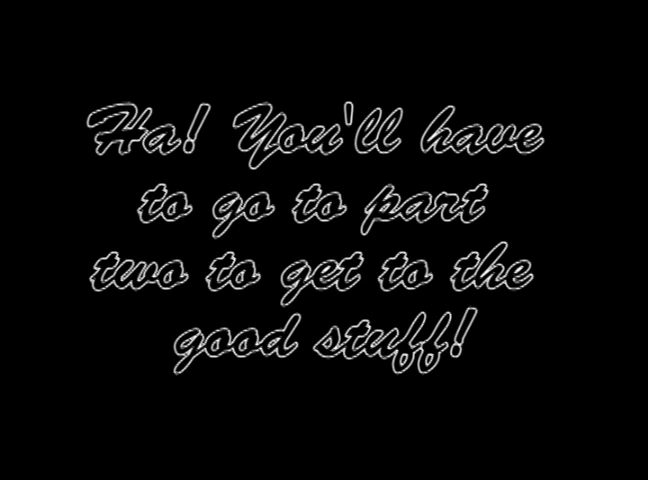 Ha! You'll have
to go to part
two to get to the
good stuff!